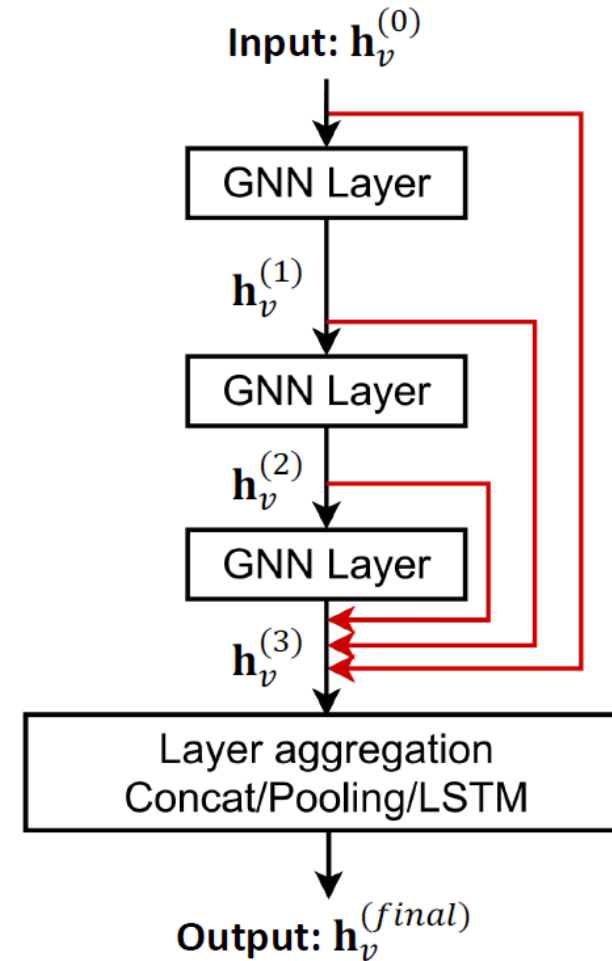 Input: 𝐡_v^(0)
GNN Layer
𝐡_v^(1)
GNN Layer
𝐡_v^(2)
GNN Layer
𝐡_v^(3)
Layer aggregation
Concat/Pooling/LSTM
Output: 𝐡_v^(final)